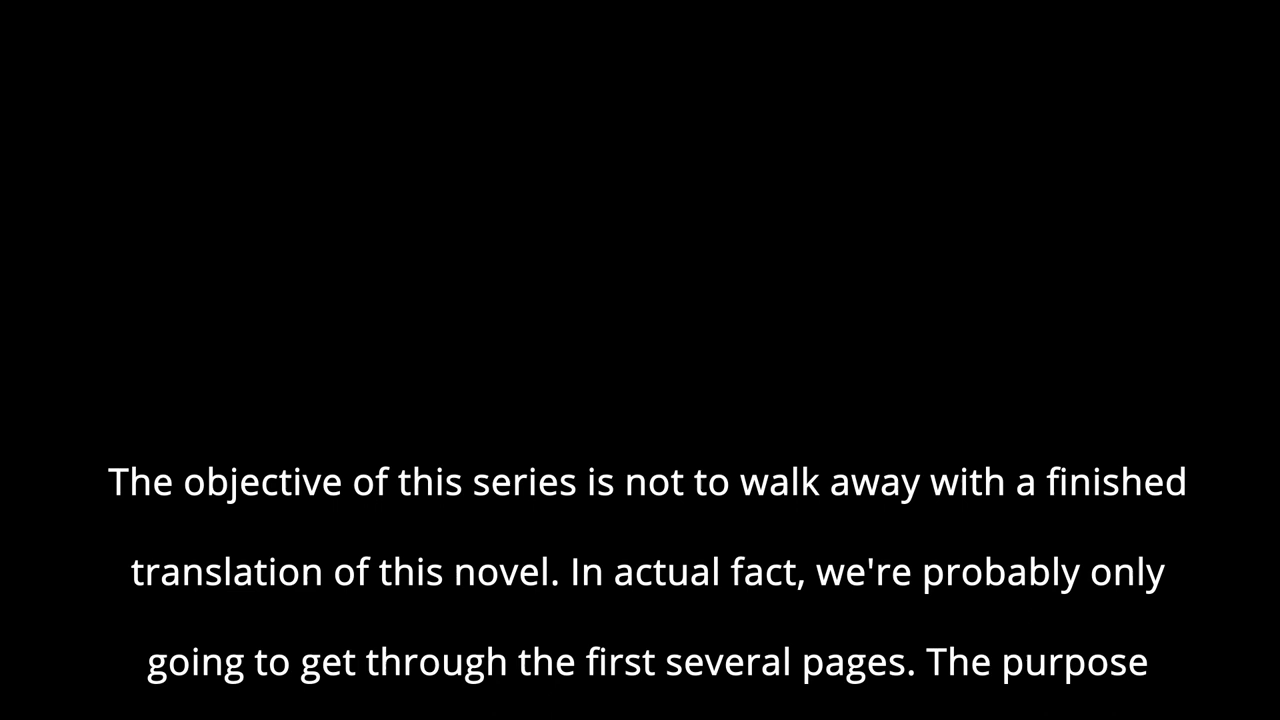 The objective of this series is not to walk away with a finished
translation of this novel. In actual fact, we're probably only
going to get through the first several pages. The purpose